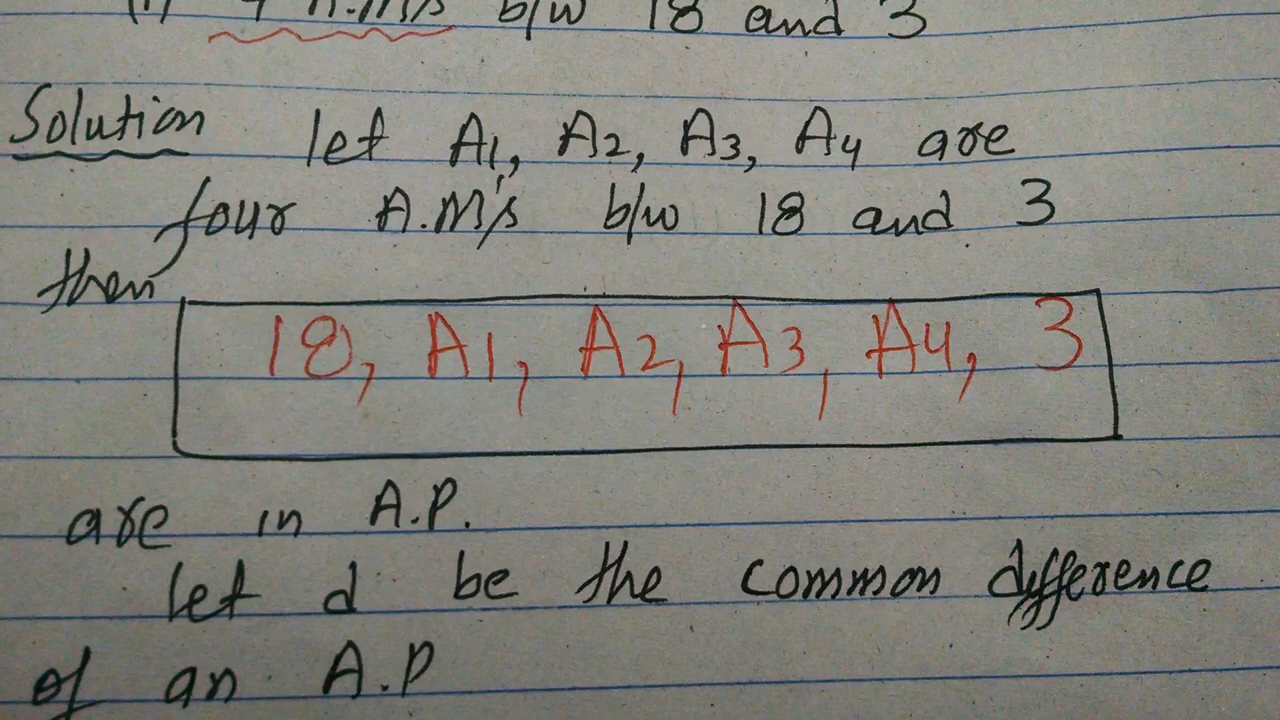 (i) 4 A.M's b/w 18 and 3
Solution let A1, A2, A3, A4 are
four A.M's b/w 18 and 3
then
18, A1, A2, A3, A4, 3
are in A.P.
let d be the common difference
of an A.P